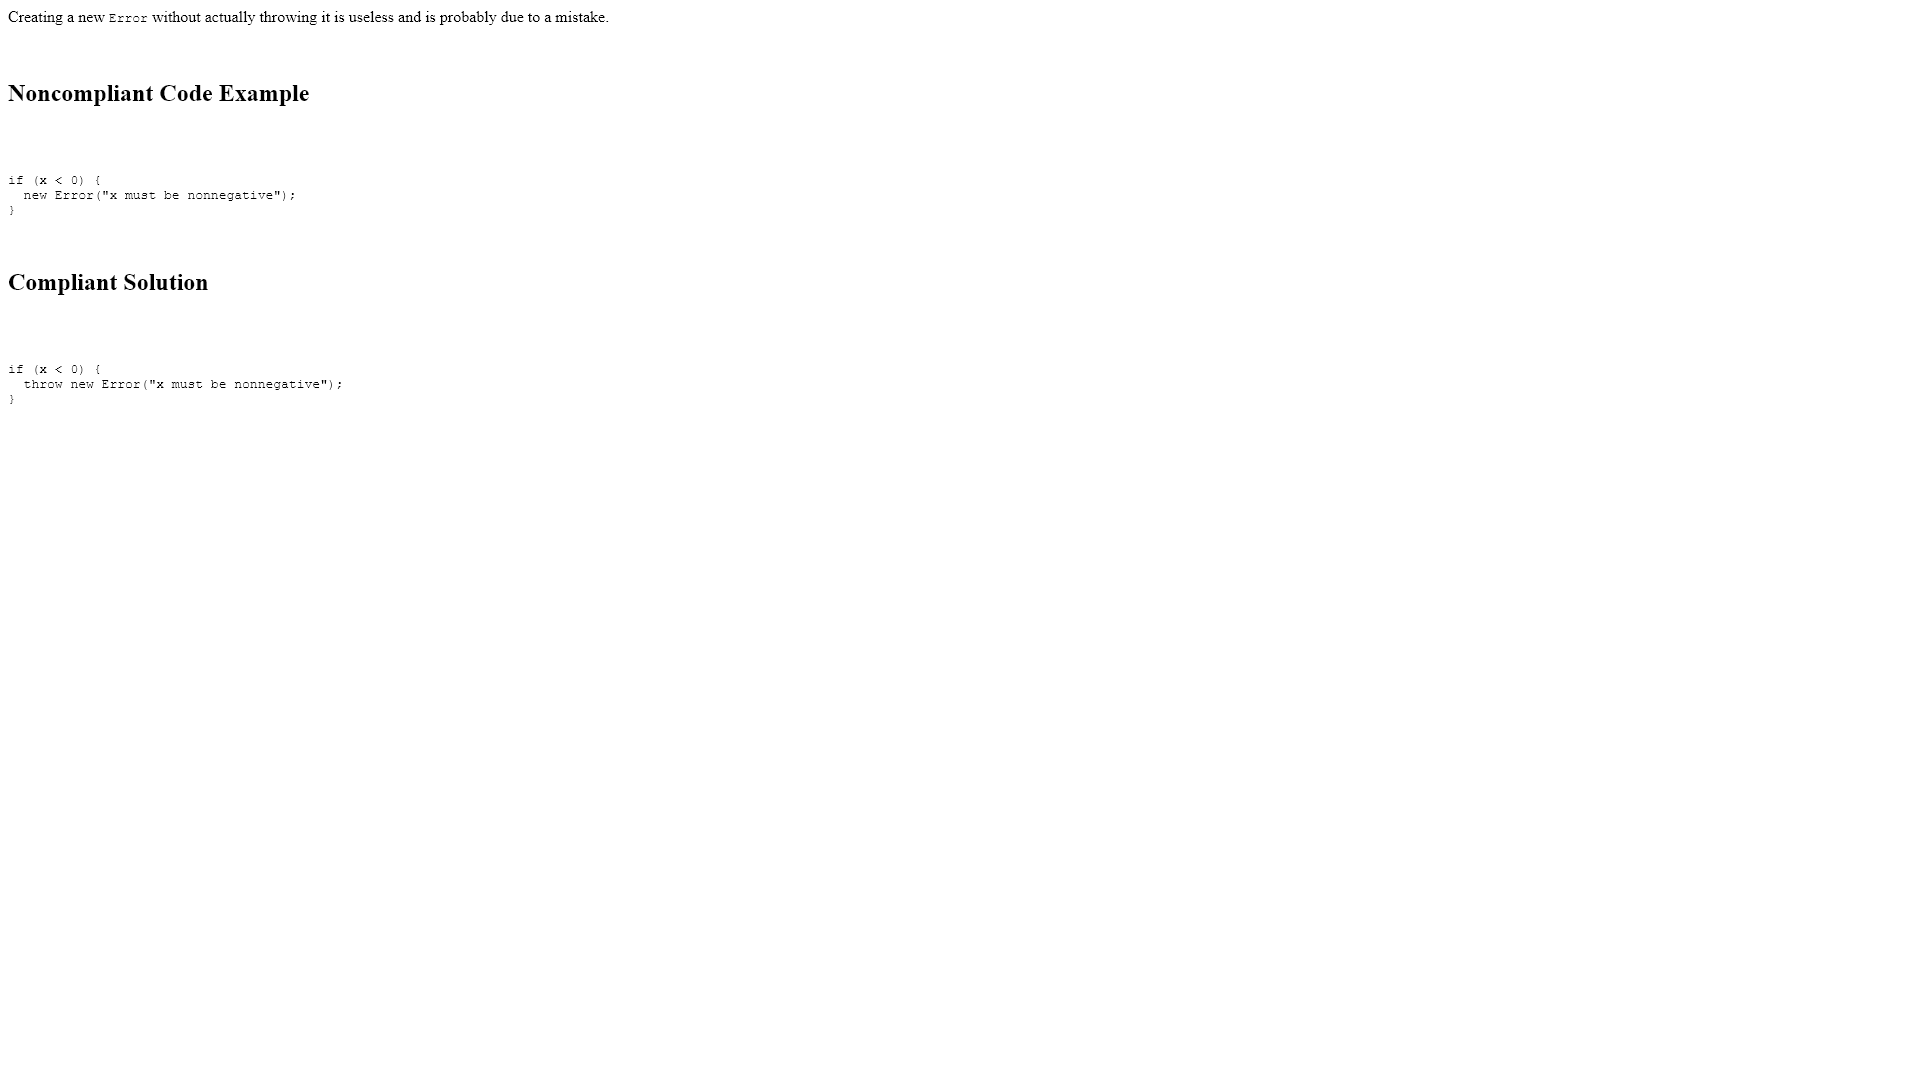 Creating a new Error without actually throwing it is useless and is probably due to a mistake.
Noncompliant Code Example
if (x < 0) {
  new Error("x must be nonnegative");
}
Compliant Solution
if (x < 0) {
  throw new Error("x must be nonnegative");
}